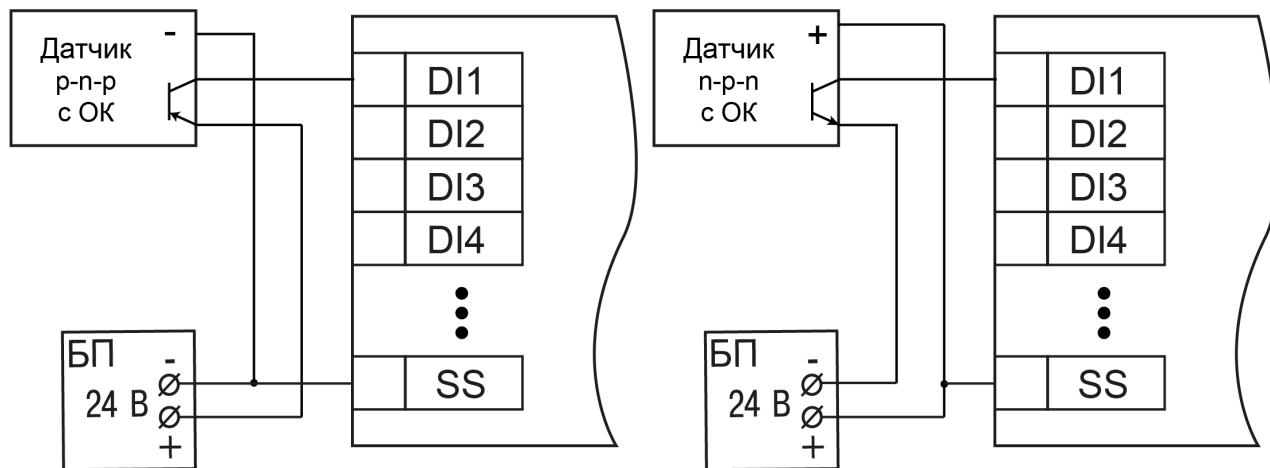 Датчик
p-n-p
с ОК
-
DI1
DI2
DI3
DI4
SS
БП
-
24 В
+
Датчик
n-p-n
с ОК
+
DI1
DI2
DI3
DI4
SS
БП
-
24 В
+